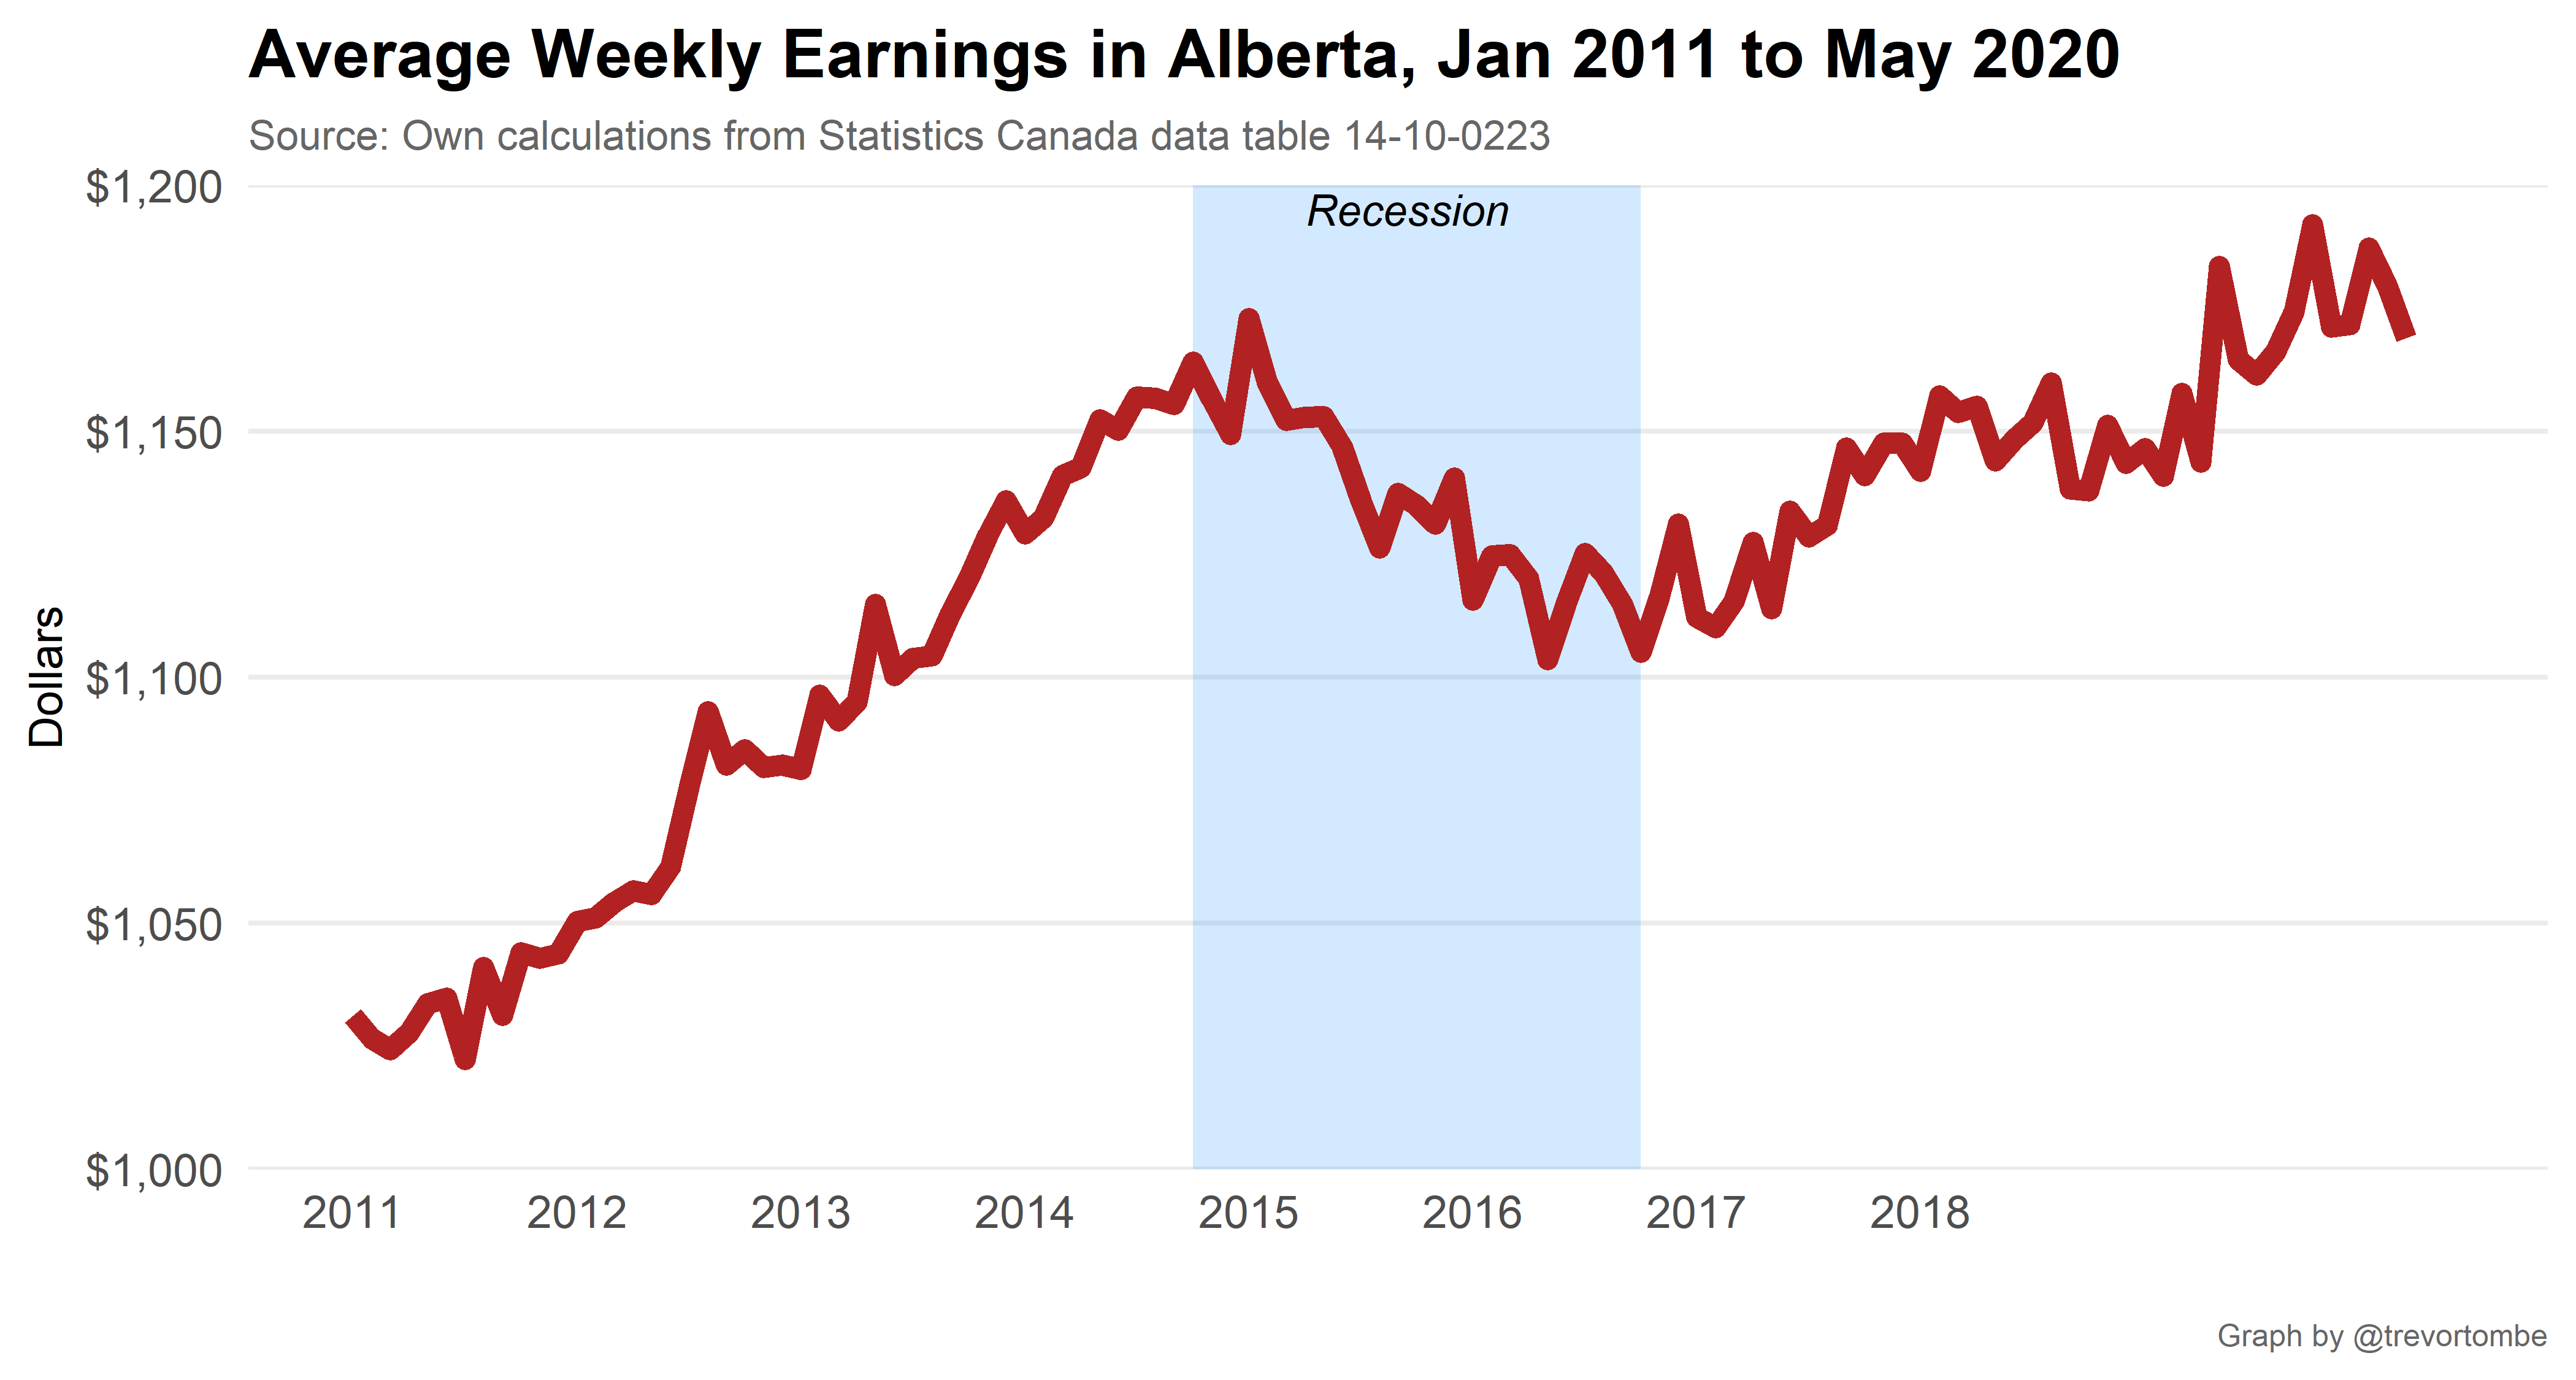 Average Weekly Earnings in Alberta, Jan 2011 to May 2020
Source: Own calculations from Statistics Canada data table 14-10-0223
$1,200
Recession
$1,150
$1,100
Dollars
$1,050
$1,000
2011 2012 2013 2014 2015 2016 2017 2018
Graph by @trevortombe